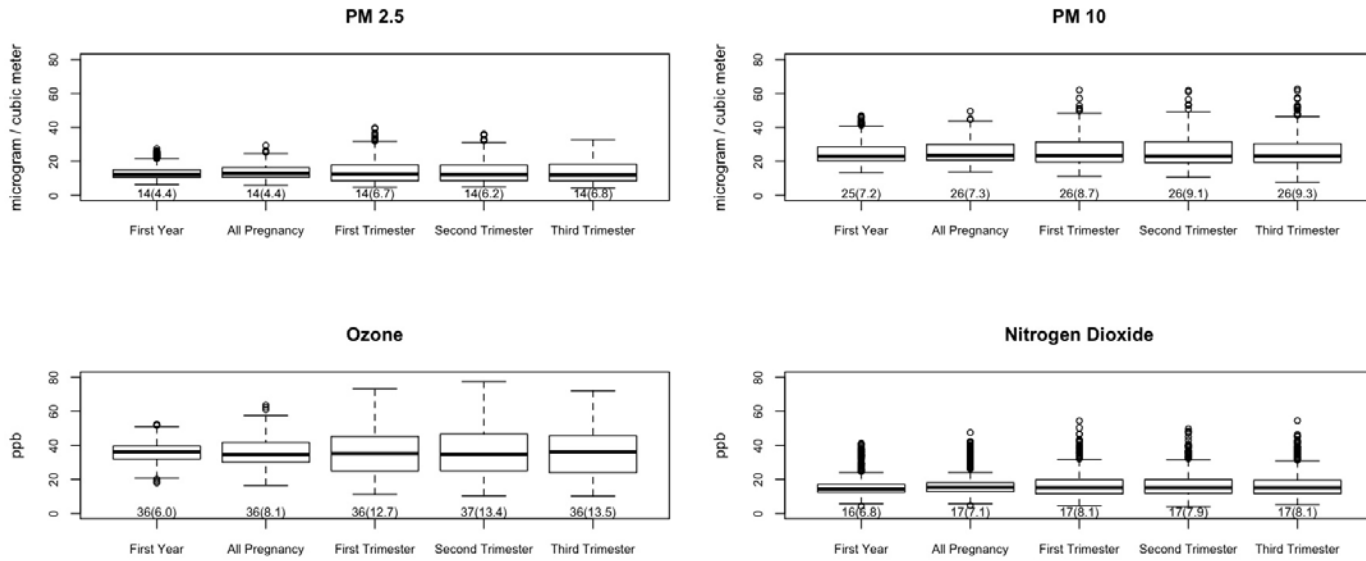 PM 2.5
microgram / cubic meter
80
60
40
20
0
14(4.4) 14(4.4) 14(6.7) 14(6.2) 14(6.8)
First Year All Pregnancy First Trimester Second Trimester Third Trimester
PM 10
microgram / cubic meter
80
60
40
20
0
25(7.2) 26(7.3) 26(8.7) 26(9.1) 26(9.3)
First Year All Pregnancy First Trimester Second Trimester Third Trimester
Ozone
ppb
80
60
40
20
0
36(6.0) 36(8.1) 36(12.7) 37(13.4) 36(13.5)
First Year All Pregnancy First Trimester Second Trimester Third Trimester
Nitrogen Dioxide
ppb
80
60
40
20
0
16(6.8) 17(7.1) 17(8.1) 17(7.9) 17(8.1)
First Year All Pregnancy First Trimester Second Trimester Third Trimester